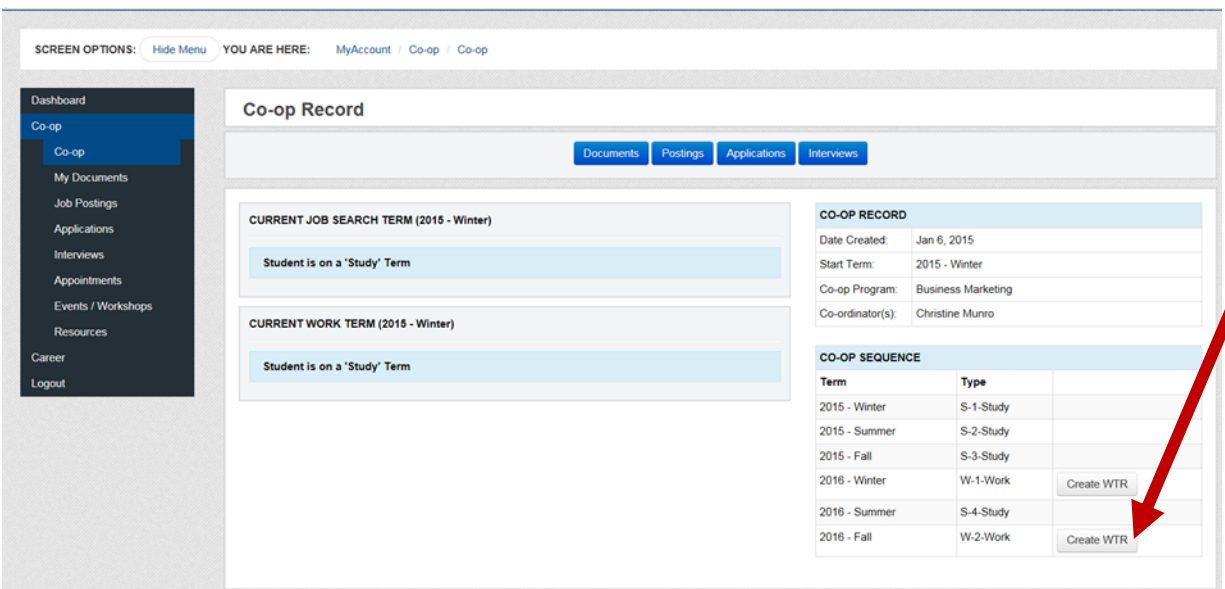 SCREEN OPTIONS: Hide Menu YOU ARE HERE: MyAccount / Co-op / Co-op
Dashboard
Co-op
Co-op
My Documents
Job Postings
Applications
Interviews
Appointments
Events / Workshops
Resources
Career
Logout
Co-op Record
Documents Postings Applications Interviews
CURRENT JOB SEARCH TERM (2015 - Winter)
Student is on a 'Study' Term
CURRENT WORK TERM (2015 - Winter)
Student is on a 'Study' Term
CO-OP RECORD
Date Created: Jan 6, 2015
Start Term: 2015 - Winter
Co-op Program: Business Marketing
Co-ordinator(s): Christine Munro
CO-OP SEQUENCE
Term Type
2015 - Winter S-1-Study
2015 - Summer S-2-Study
2015 - Fall S-3-Study
2016 - Winter W-1-Work Create WTR
2016 - Summer S-4-Study
2016 - Fall W-2-Work Create WTR